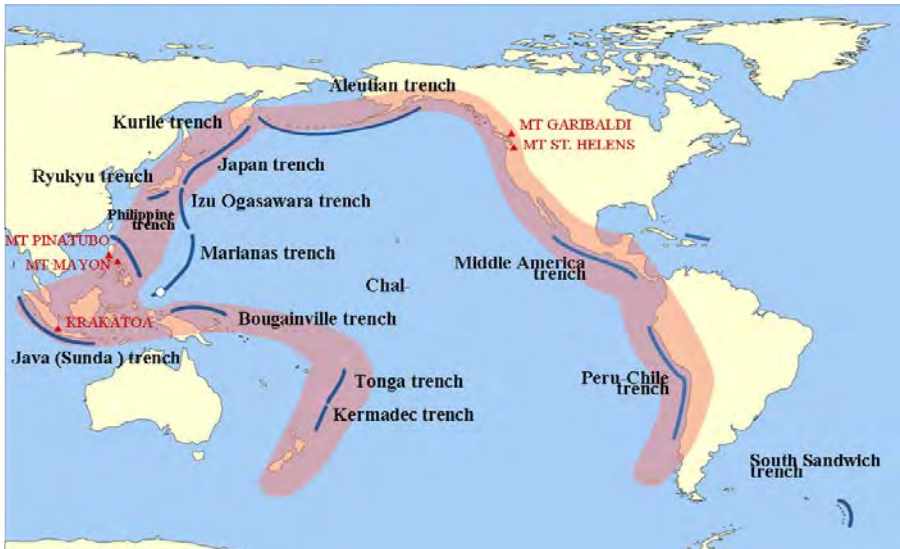 Aleutian trench
Kurile trench
MT GARIBALDI
MT ST. HELENS
Japan trench
Ryukyu trench
Izu Ogasawara trench
Philippine
trench
MT PINATUBO
Marianas trench
MT MAYON
Middle America
trench
Chal-
KRAKATOA
Bougainville trench
Java (Sunda ) trench
Tonga trench
Peru-Chile
trench
Kermadec trench
South Sandwich
trench